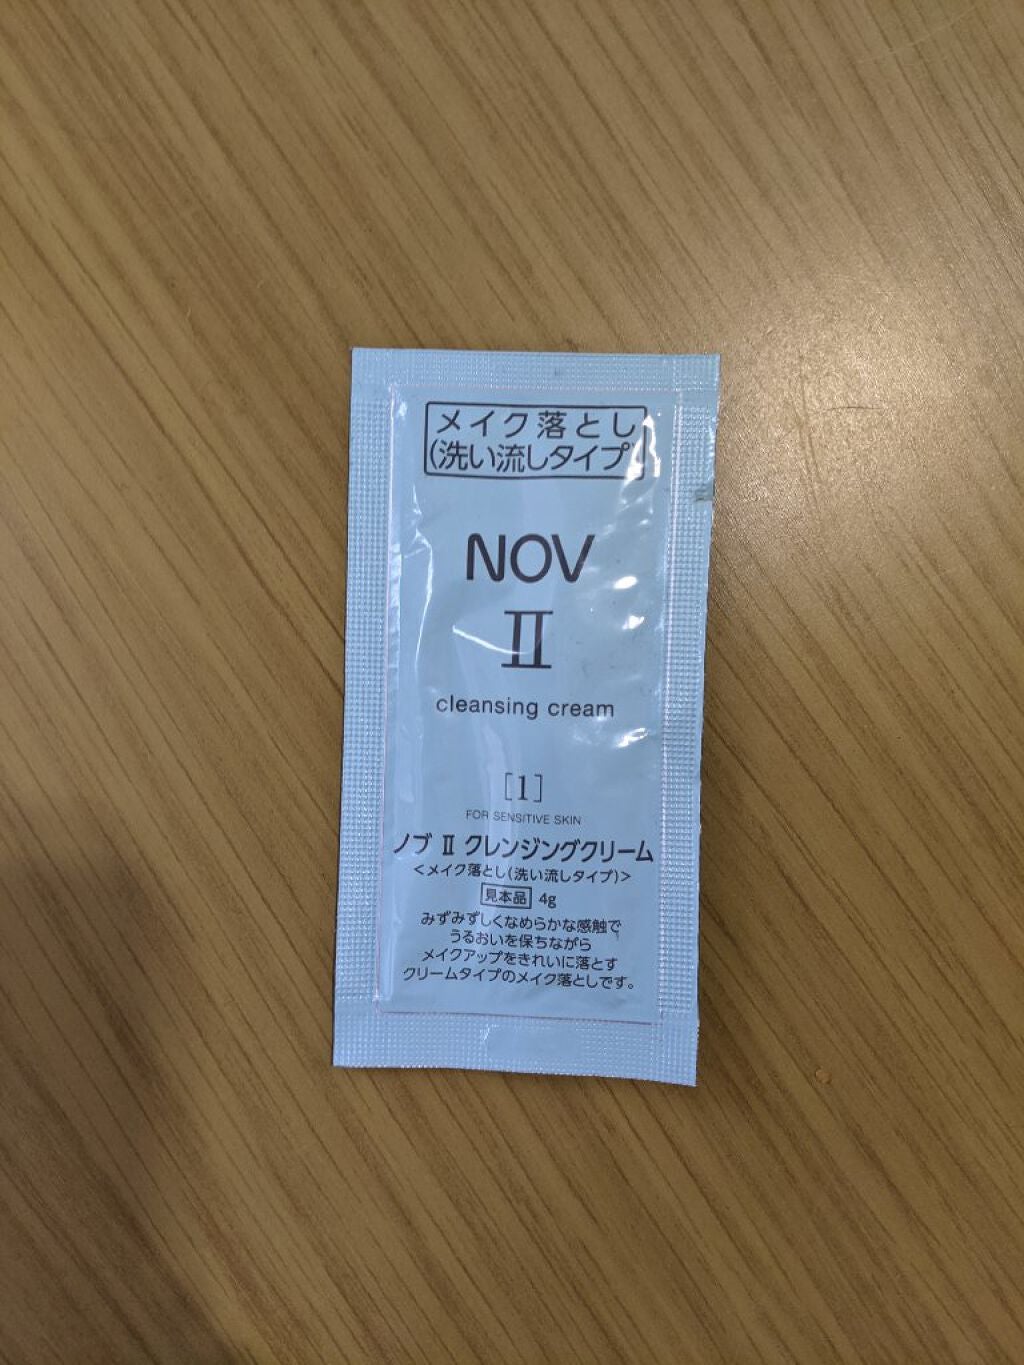 メイク落とし
(洗い流しタイプ)
NOV
II
cleansing cream
[1]
FOR SENSITIVE SKIN
ノブ II クレンジングクリーム
<メイク落とし(洗い流しタイプ)>
見本品 4g
みずみずしくなめらかな感触で
うるおいを保ちながら
メイクアップをきれいに落とす
クリームタイプのメイク落としです。